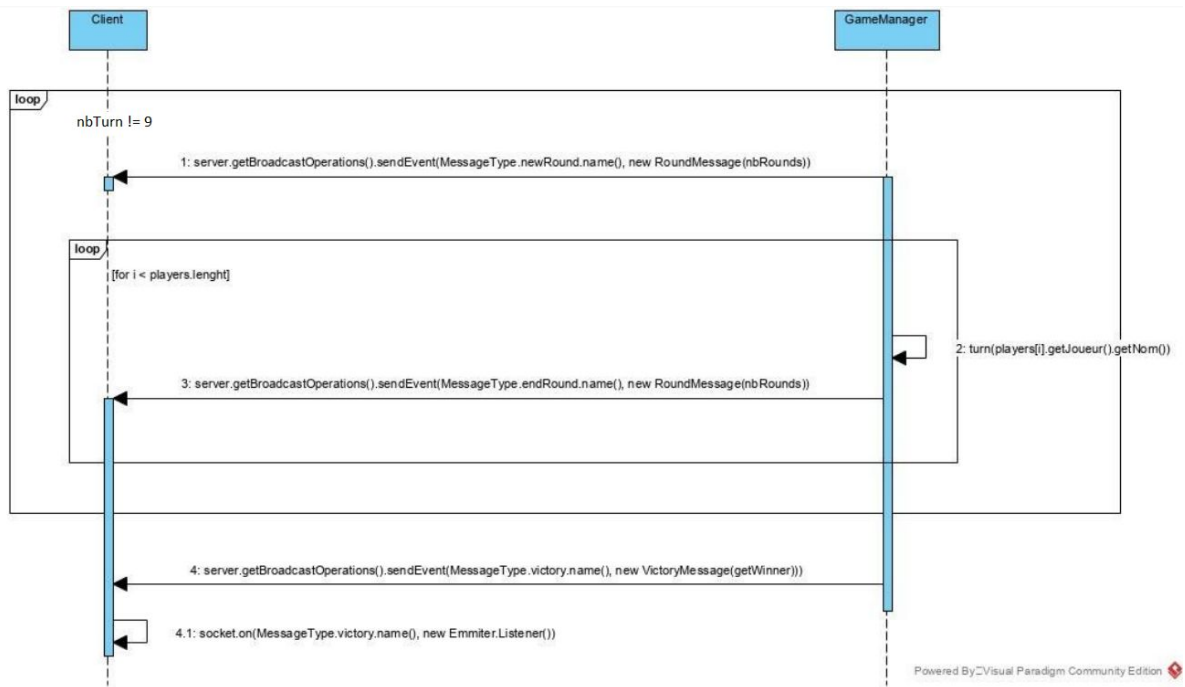 Client
GameManager
loop
nbTurn != 9
1: server.getBroadcastOperations().sendEvent(MessageType.newRound.name(), new RoundMessage(nbRounds))
loop
[for i < players.lenght]
2: turn(players[i].getJoueur().getNom())
3: server.getBroadcastOperations().sendEvent(MessageType.endRound.name(), new RoundMessage(nbRounds))
4: server.getBroadcastOperations().sendEvent(MessageType.victory.name(), new VictoryMessage(getWinner)))
4.1: socket.on(MessageType.victory.name(), new Emmiter.Listener())
Powered By Visual Paradigm Community Edition